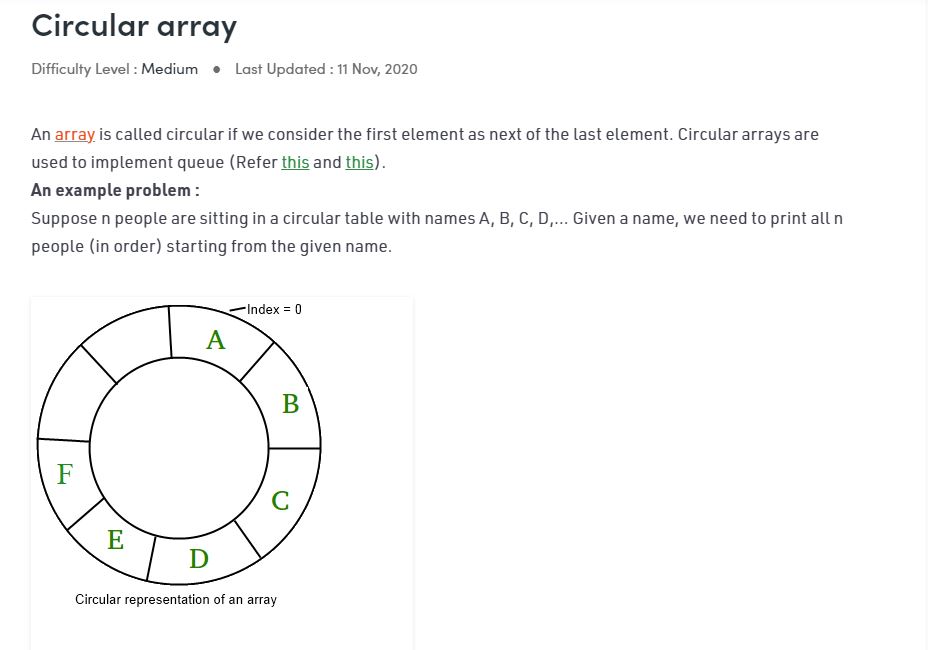 Circular array
Difficulty Level : Medium ● Last Updated : 11 Nov, 2020
An array is called circular if we consider the first element as next of the last element. Circular arrays are
used to implement queue (Refer this and this).
An example problem :
Suppose n people are sitting in a circular table with names A, B, C, D,... Given a name, we need to print all n
people (in order) starting from the given name.
Index = 0
A
B
C
D
E
F
Circular representation of an array